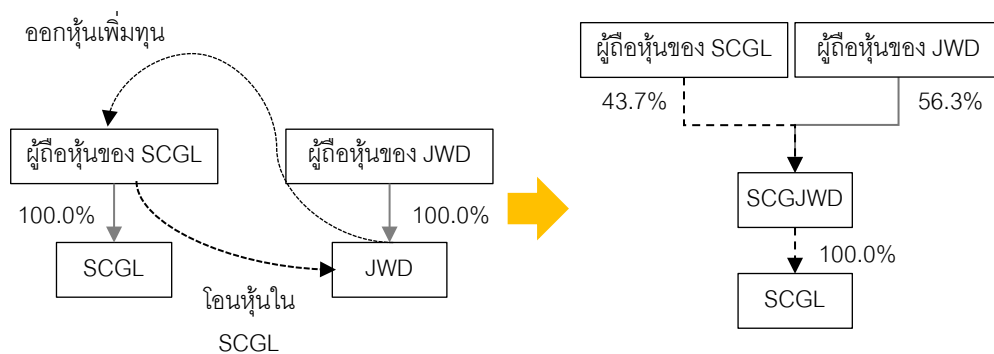 ออกหุ้นเพิ่มทุน
ผู้ถือหุ้นของ SCGL
ผู้ถือหุ้นของ JWD
100.0%
100.0%
SCGL
JWD
โอนหุ้นใน
SCGL
ผู้ถือหุ้นของ SCGL
ผู้ถือหุ้นของ JWD
43.7%
56.3%
SCGJWD
100.0%
SCGL